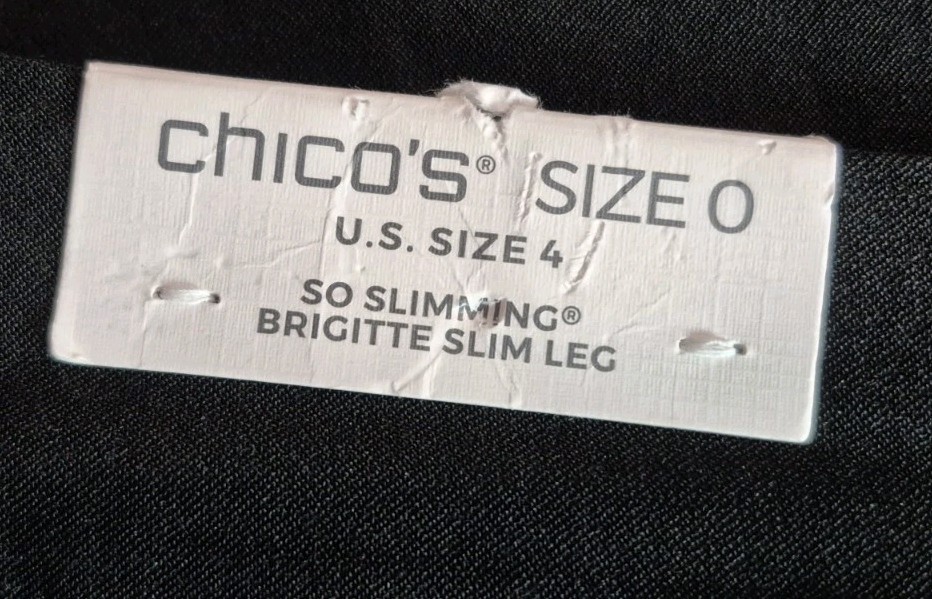 chico's® SIZE 0
U.S. SIZE 4
SO SLIMMING®
BRIGITTE SLIM LEG